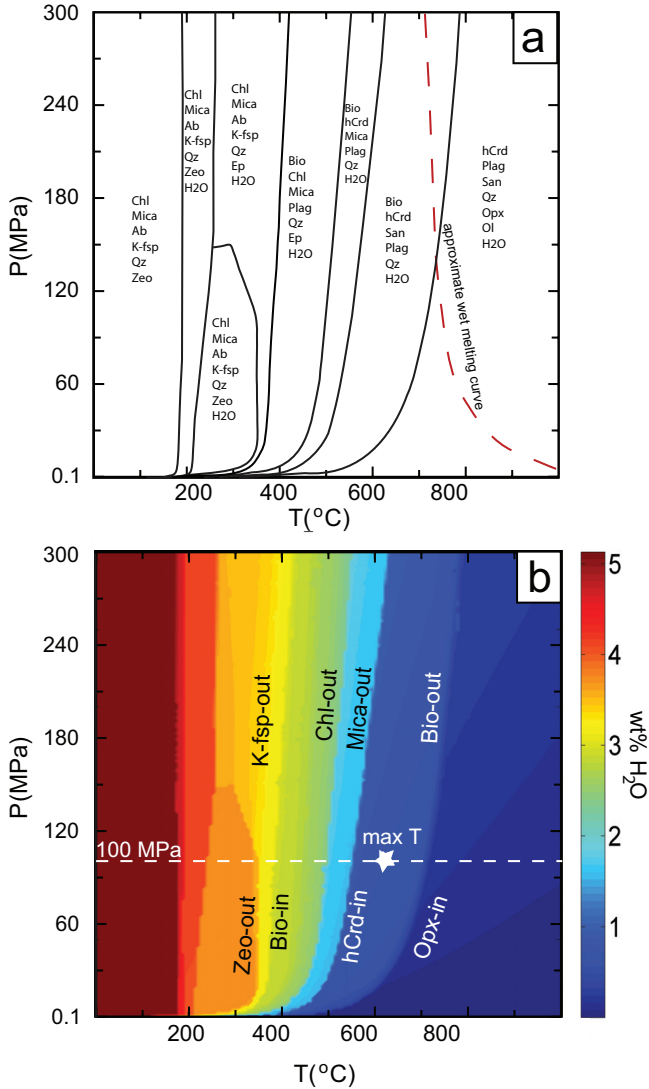 a
300
240
180
120
60
0.1
P(MPa)
Chl
Mica
Ab
K-fsp
Qz
Zeo
Chl
Mica
Ab
K-fsp
Qz
Zeo
H2O
Chl
Mica
Ab
K-fsp
Qz
Ep
H2O
Chl
Mica
Ab
K-fsp
Qz
Zeo
H2O
Bio
Chl
Mica
Plag
Qz
Ep
H2O
Bio
hCrd
Mica
Plag
Qz
H2O
Bio
hCrd
San
Plag
Qz
H2O
approximate wet melting curve
hCrd
Plag
San
Qz
Opx
Ol
H2O
200 400 600 800
T(°C)
b
300
240
180
120
60
0.1
P(MPa)
K-fsp-out
Chl-out
Mica-out
Bio-out
100 MPa
max T
Zeo-out
Bio-in
hCrd-in
Opx-in
200 400 600 800
T(°C)
5
4
3
2
1
wt% H₂O